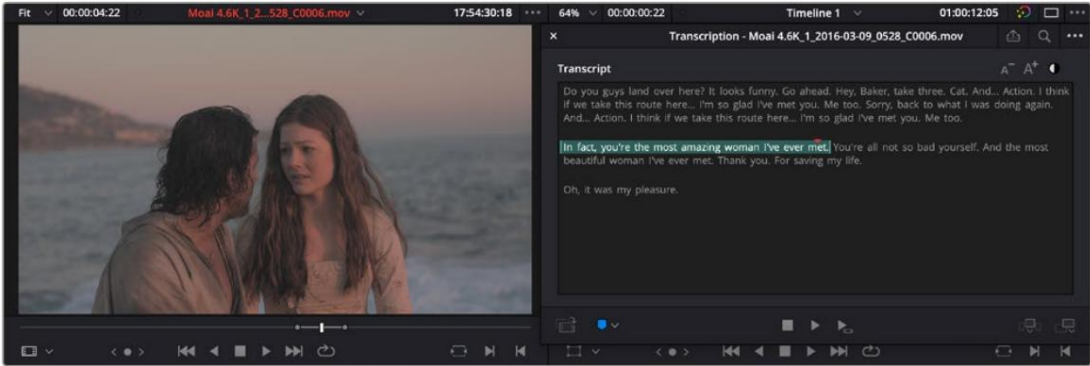 Fit 00:00:04:22 Moai 4.6K_1_2...528_C0006.mov 17:54:30:18 64% 00:00:00:22 Timeline 1 01:00:12:05
Transcription - Moai 4.6K_1_2016-03-09_0528_C0006.mov
Transcript A- A+
Do you guys land over here? It looks funny. Go ahead. Hey, Baker, take three. Cat. And... Action. I think
if we take this route here... I'm so glad I've met you. Me too. Sorry, back to what I was doing again.
And... Action. I think if we take this route here... I'm so glad I've met you. Me too.
In fact, you're the most amazing woman I've ever met. You're all not so bad yourself. And the most
beautiful woman I've ever met. Thank you. For saving my life.
Oh, it was my pleasure.